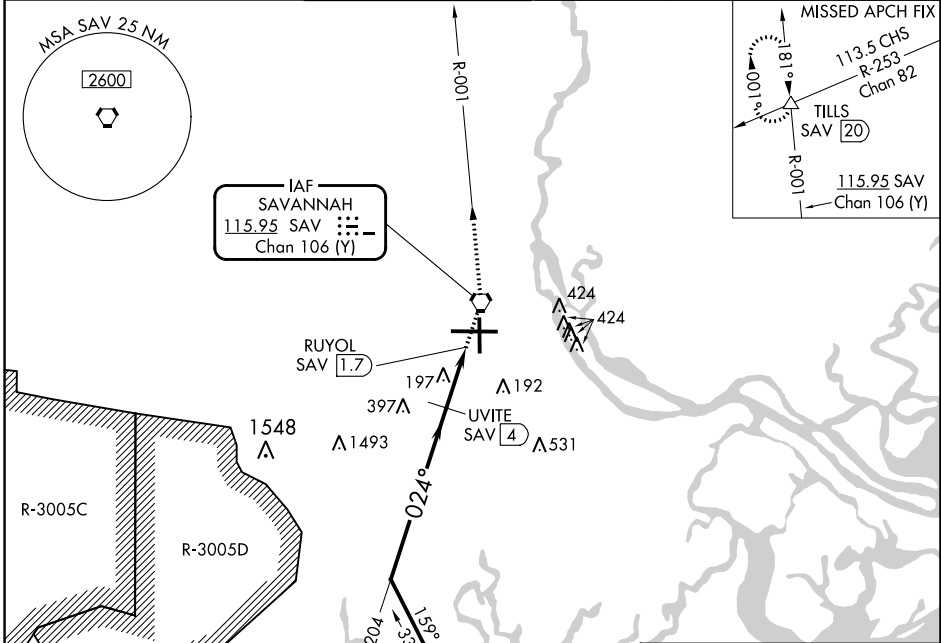 MSA SAV 25 NM
2600
R-001
MISSED APCH FIX
113.5 CHS
R-253
Chan 82
181°
001°
TILLS
SAV 20
R-001
115.95 SAV
Chan 106 (Y)
IAF
SAVANNAH
115.95 SAV
Chan 106 (Y)
424
424
RUYOL
SAV 1.7
197
192
397
UVITE
SAV 4
1548
1493
531
024°
R-3005C
R-3005D
204
159°